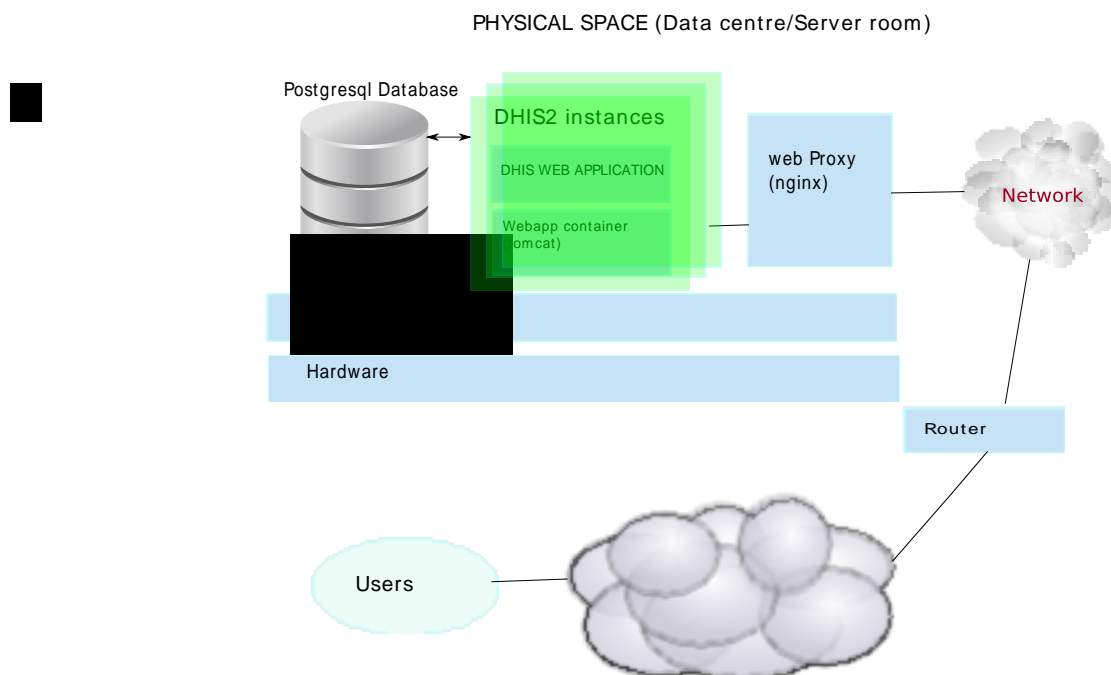 PHYSICAL SPACE (Data centre/Server room)
Postgresql Database
DHIS2 instances
DHIS WEB APPLICATION
Webapp container
web Proxy
(nginx)
Network
Hardware
Router
Users